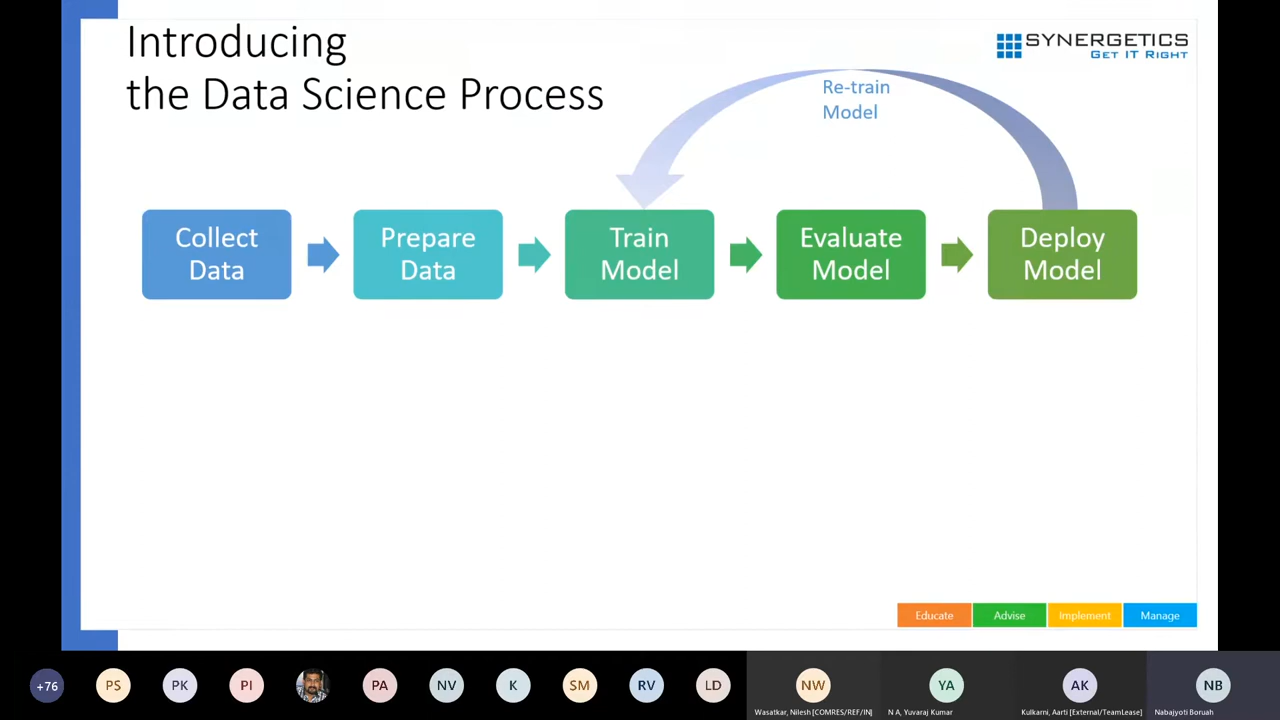 Introducing
the Data Science Process
SYNERGETICS
GET IT RIGHT
Re-train
Model
Collect
Data
Prepare
Data
Train
Model
Evaluate
Model
Deploy
Model
Educate
Advise
Implement
Manage
+76
PS
PK
PI
PA
NV
K
SM
RV
LD
NW
YA
AK
NB
Wasatkar, Nilesh [COMRES/REF/IN]
N A, Yuvaraj Kumar
Kulkarni, Aarti [External/TeamLease]
Nabajyoti Boruah